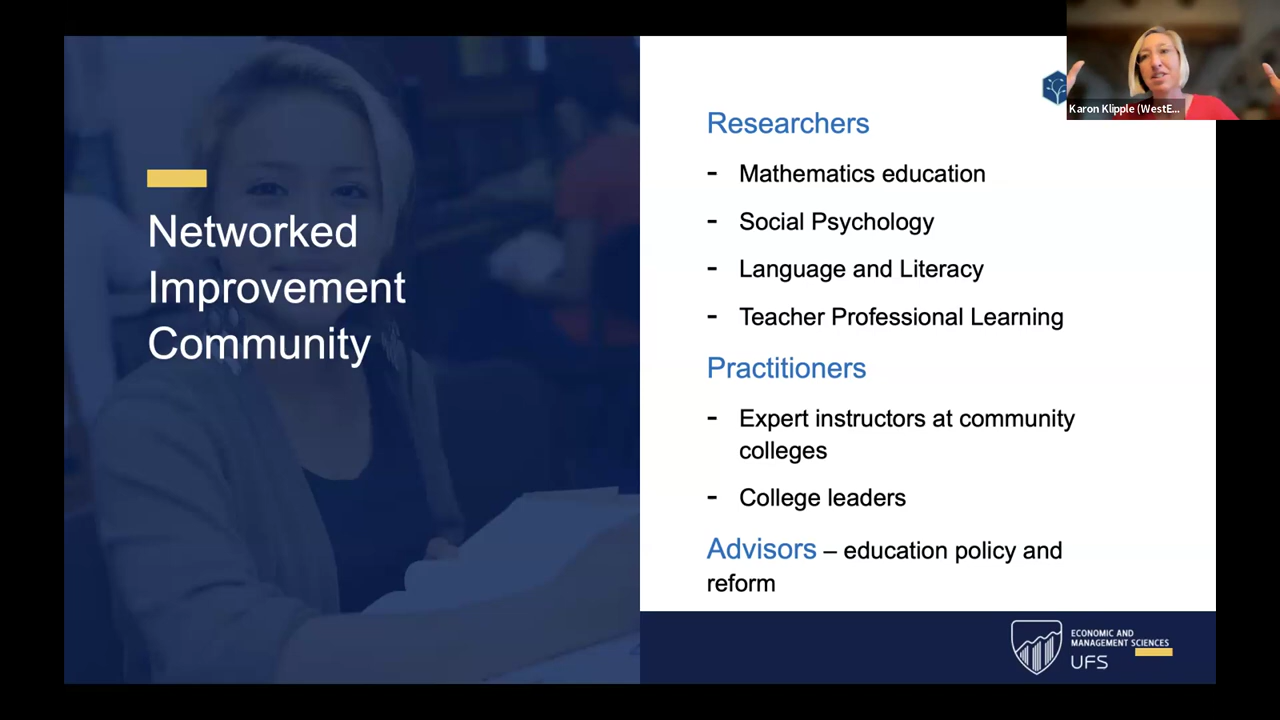 Karon Klipple (WestE...
Networked
Improvement
Community
Researchers
- Mathematics education
- Social Psychology
- Language and Literacy
- Teacher Professional Learning
Practitioners
- Expert instructors at community
colleges
- College leaders
Advisors – education policy and
reform
ECONOMIC AND
MANAGEMENT SCIENCES
UFS